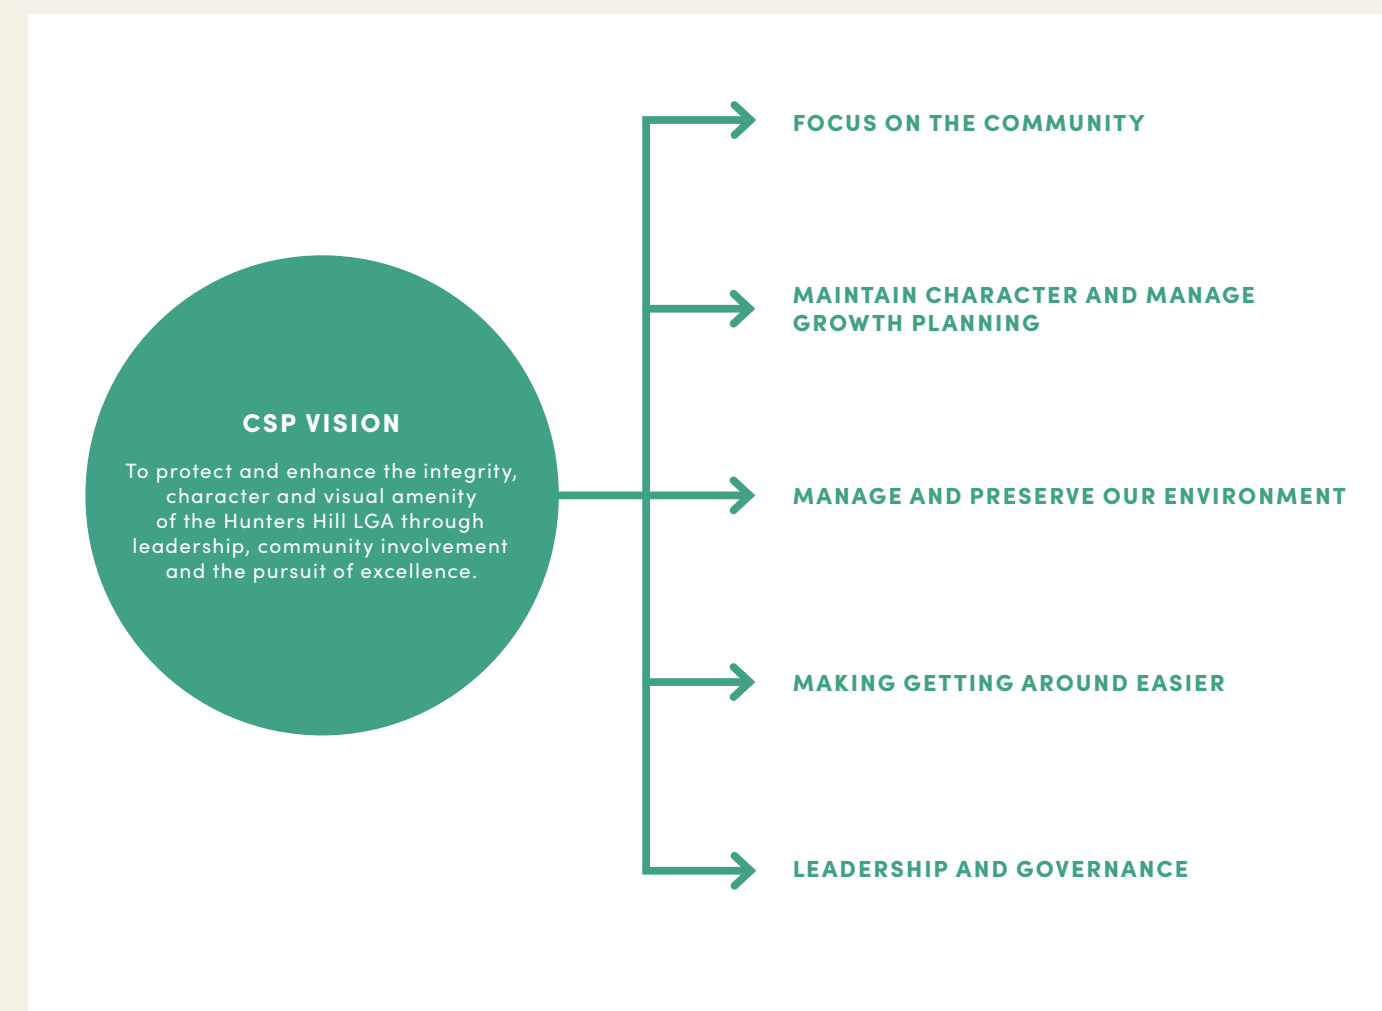 CSP VISION
To protect and enhance the integrity,
character and visual amenity
of the Hunters Hill LGA through
leadership, community involvement
and the pursuit of excellence.
FOCUS ON THE COMMUNITY
MAINTAIN CHARACTER AND MANAGE
GROWTH PLANNING
MANAGE AND PRESERVE OUR ENVIRONMENT
MAKING GETTING AROUND EASIER
LEADERSHIP AND GOVERNANCE